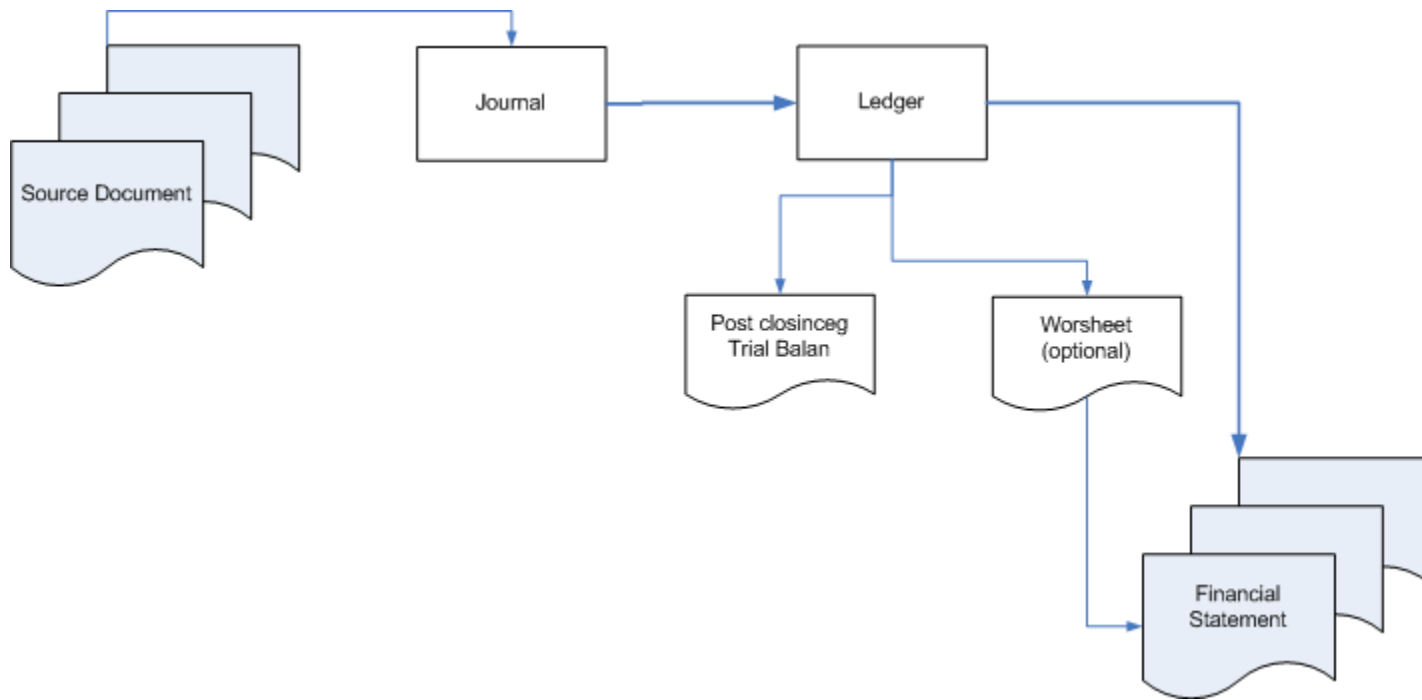 Journal
Ledger
Source Document
Post closinceg
Trial Balan
Worsheet
(optional)
Financial
Statement